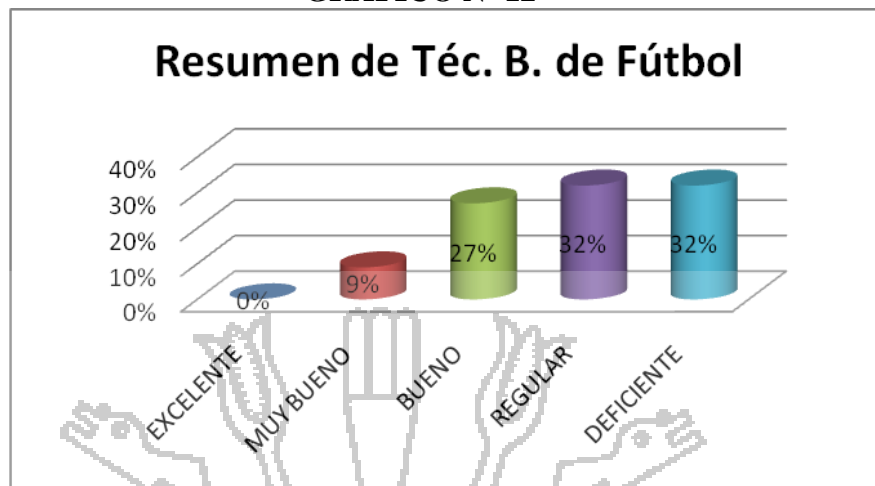 Resumen de Téc. B. de Fútbol
40%
30%
20%
10%
0%
0%
9%
27%
32%
32%
EXCELENTE
MUY BUENO
BUENO
REGULAR
DEFICIENTE